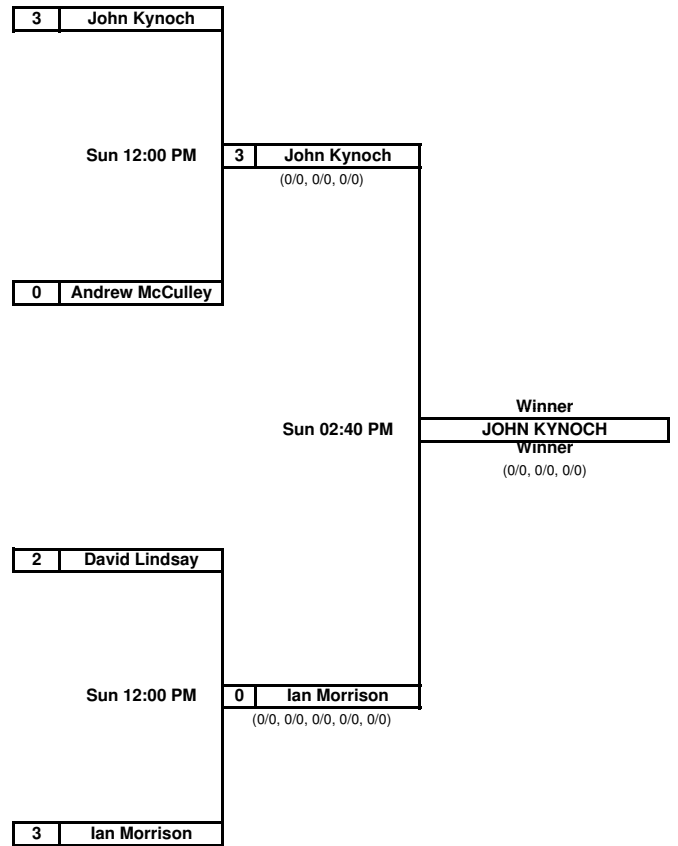 3 John Kynoch
Sun 12:00 PM
3 John Kynoch
(0/0, 0/0, 0/0)
0 Andrew McCulley
Winner
Sun 02:40 PM
JOHN KYNOCH
Winner
(0/0, 0/0, 0/0)
2 David Lindsay
Sun 12:00 PM
0 Ian Morrison
(0/0, 0/0, 0/0, 0/0, 0/0)
3 Ian Morrison